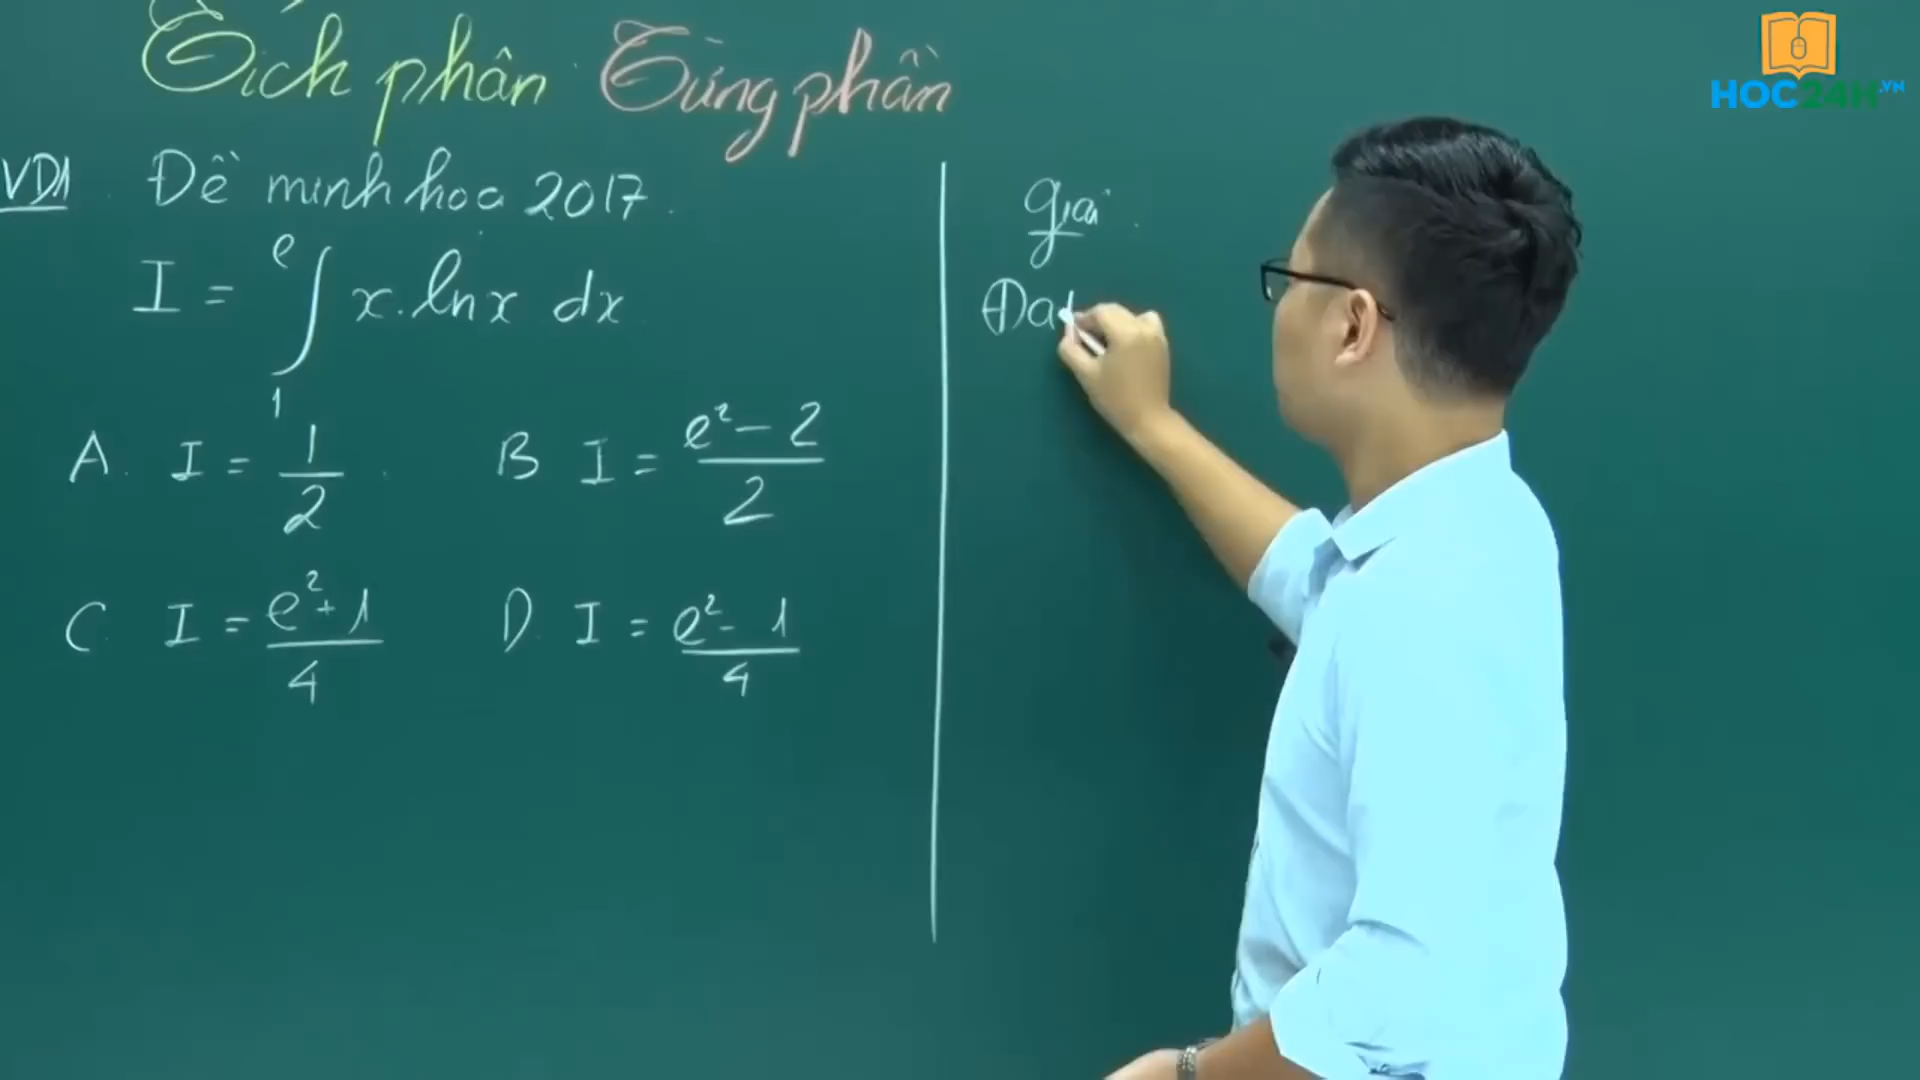 Tích phân Từng phần
HOC24H.VN
VD1. Đề minh hoạ 2017.
I = ∫₁ᵉ x.lnx dx
A. I = 1/2.
B I = (e²-2)/2
C. I = (e²+1)/4
D. I = (e²-1)/4
Giải.
Đa